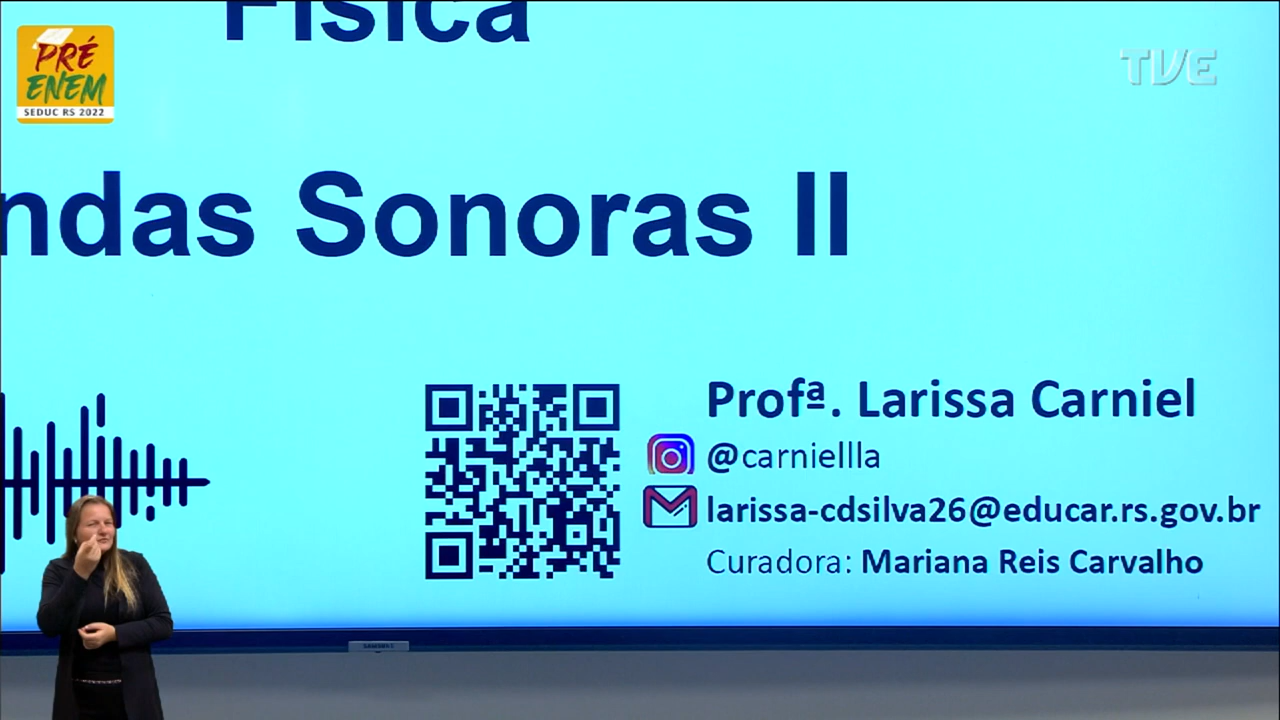 Física
PRÉ
ENEM
SEDUC RS 2022
TVE
ndas Sonoras II
Profª. Larissa Carniel
@carniellla
larissa-cdsilva26@educar.rs.gov.br
Curadora: Mariana Reis Carvalho